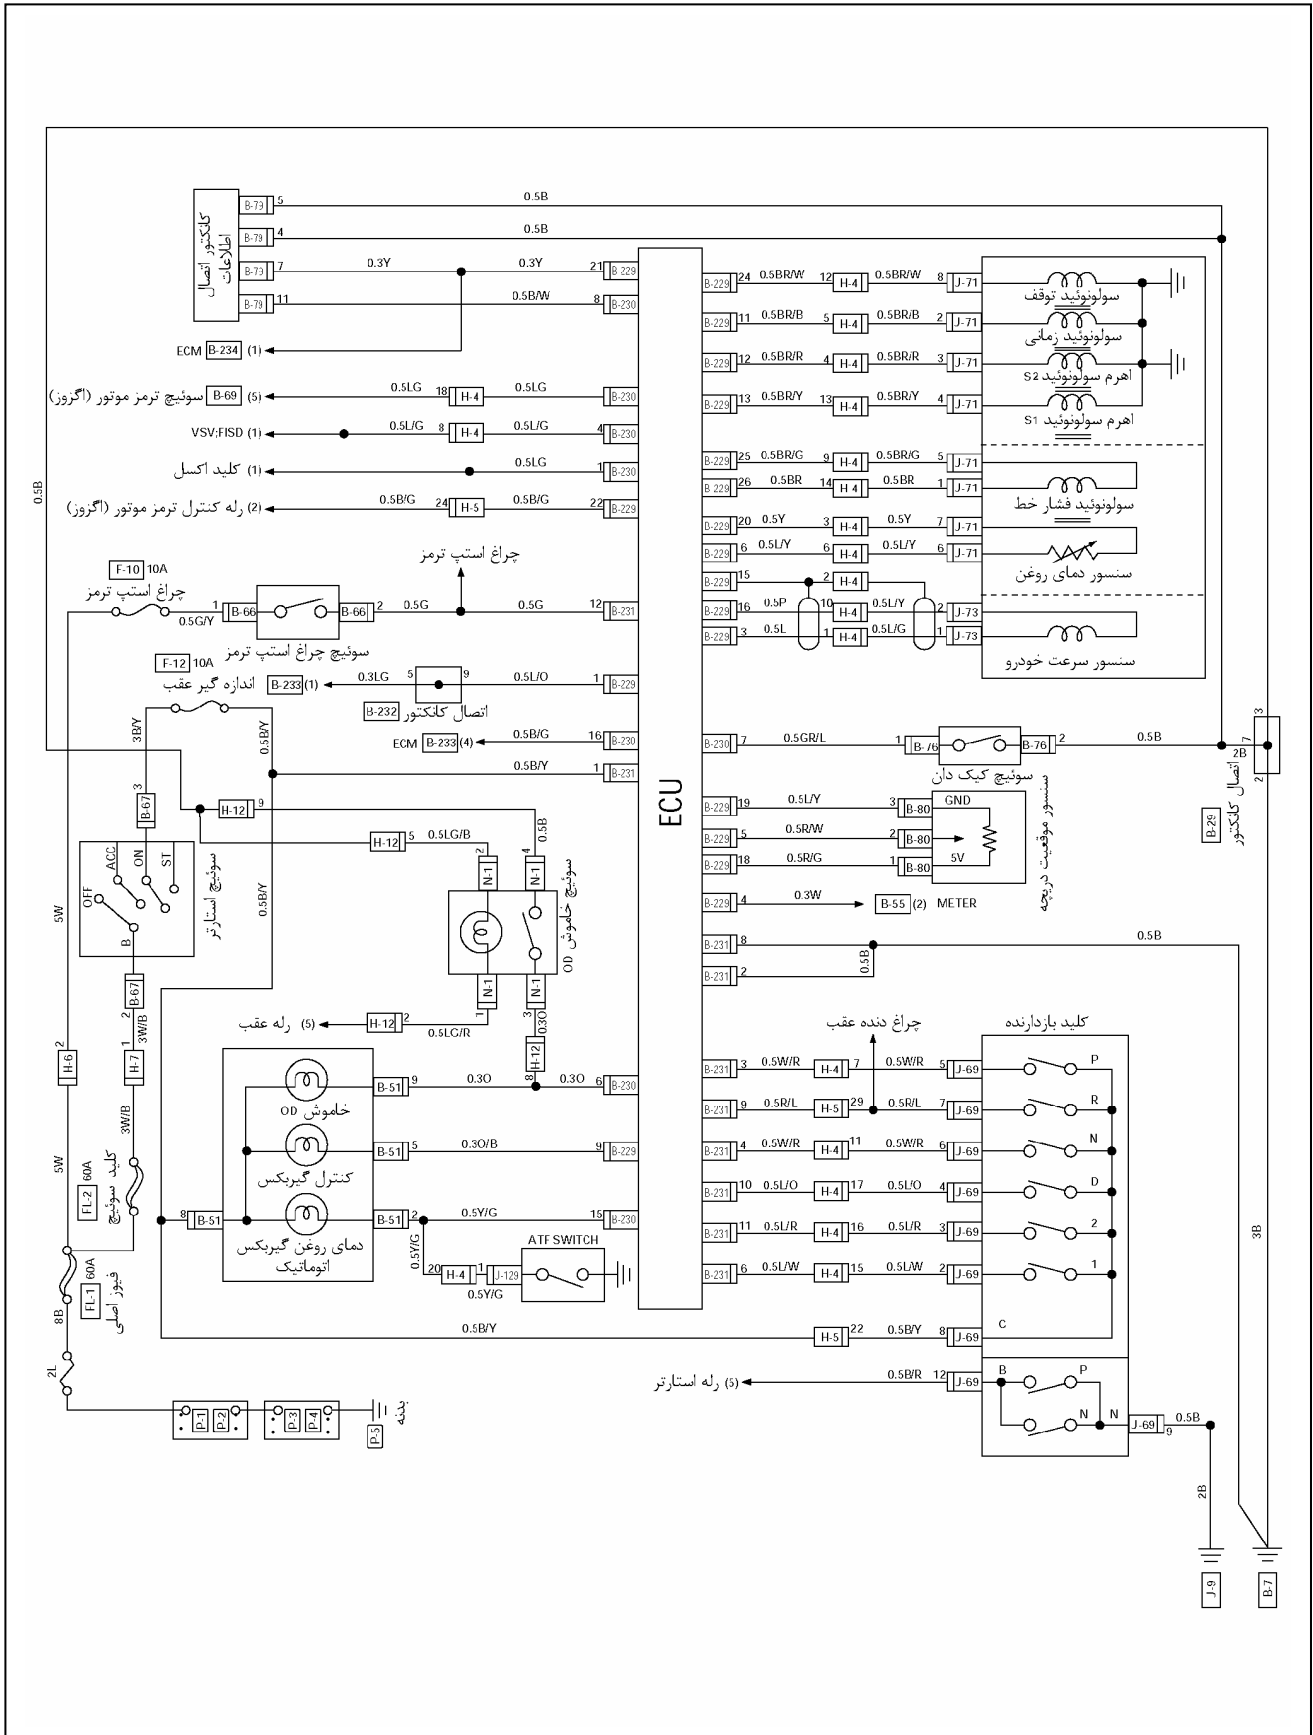 0.5B
B-79 5
0.5B
B-79 4
کانکتور اتصال
اطلاعات
B-79 7 0.3Y 0.3Y 21 B 229
B-79 11 0.5B/W 8 B-230
ECM B-234 (1)
سوئیچ ترمز موتور (اگزوز) B-69 (5) 0.5LG 18 H-4 0.5LG B-230
VSV;FISD (1) 0.5L/G 8 H-4 0.5L/G 4 B-230
کلید اکسل (1) 0.5LG 1 B-230
رله کنترل ترمز موتور (اگزوز) (2) 0.5B/G 24 H-5 0.5B/G 22 B-229
0.5B
چراغ استپ ترمز
F-10 10A
چراغ استپ ترمز
0.5G/Y 1 B-66 B-66 2 0.5G 0.5G 12 B-231
سوئیچ چراغ استپ ترمز
F-12 10A
اندازه گیر عقب
B-233 (1) 0.3LG 5 9 0.5L/O 1 B-229
B-232 اتصال کانکتور
ECM B-233 (4) 0.5B/G 16 B-230
0.5B/Y 1 B-231
3B/Y
0.5B/Y
3
B-67
H-12 9
H-12 5 0.5LG/B
0.5B
2 4
N-1 N-1
OFF ACC ON ST
B
سوئیچ استارتر
5W
0.5B/Y
سوئیچ خاموش OD
N-1 N-1
1 3
B-67
2
3W/B
رله عقب (5) H-12 2 0.5LG/R
0.3O
H-12
8
2
H-6
1
H-7
3W/B
5W
B-51 9 0.3O 0.3O 6 B-230
خاموش OD
B-51 5 0.3O/B 9 B-229
کنترل گیربکس
8 B-51 B-51 2 0.5Y/G 15 B-230
دمای روغن گیربکس
اتوماتیک
0.5Y/G
ATF SWITCH
20 H-4 1 J-129
0.5Y/G
FL-2 60A
کلید سوئیچ
FL-1 60A
فیوز اصلی
8B
2L
P-1 P-2 P-3 P-4
P-5
بدنه
ECU
B-229 24 0.5BR/W 12 H-4 0.5BR/W 8 J-71
سولونوئید توقف
B-229 11 0.5BR/B 5 H-4 0.5BR/B 2 J-71
سولونوئید زمانی
B-229 12 0.5BR/R 4 H-4 0.5BR/R 3 J-71
اهرم سولونوئید S2
B-229 13 0.5BR/Y 13 H-4 0.5BR/Y 4 J-71
اهرم سولونوئید S1
B-229 25 0.5BR/G 9 H-4 0.5BR/G 5 J-71
B-229 26 0.5BR 14 H 4 0.5BR 1 J-71
سولونوئید فشار خط
B-229 20 0.5Y 3 H-4 0.5Y 7 J-71
B-229 6 0.5L/Y 6 H-4 0.5L/Y 6 J-71
سنسور دمای روغن
B-229 15 2 H-4
B-229 16 0.5P 10 H-4 0.5L/Y 2 J-73
B-229 3 0.5L 1 H-4 0.5L/G 1 J-73
سنسور سرعت خودرو
B-230 7 0.5GR/L 1 B-76 B-76 2 0.5B
سوئیچ کیک دان
3
7
2B
2
B-29
اتصال کانکتور
B-229 19 0.5L/Y 3 B-80 GND
B-229 5 0.5R/W 2 B-80
B-229 18 0.5R/G 1 B-80 5V
سنسور موقعیت دریچه
B-229 4 0.3W B-55 (2) METER
B-231 8 0.5B
B-231 2 0.5B
چراغ دنده عقب
کلید بازدارنده
B-231 3 0.5W/R H-4 7 0.5W/R 5 J-69 P
B-231 9 0.5R/L H-5 29 0.5R/L 7 J-69 R
B-231 4 0.5W/R H-4 11 0.5W/R 6 J-69 N
B-231 10 0.5L/O H-4 17 0.5L/O 4 J-69 D
B-231 11 0.5L/R H-4 16 0.5L/R 3 J-69 2
B-231 6 0.5L/W H-4 15 0.5L/W 2 J-69 1
0.5B/Y H-5 22 0.5B/Y 8 J-69 C
رله استارتر (5) 0.5B/R 12 J-69 B P
N N J-69 9 0.5B
3B
2B
J-9
B-7